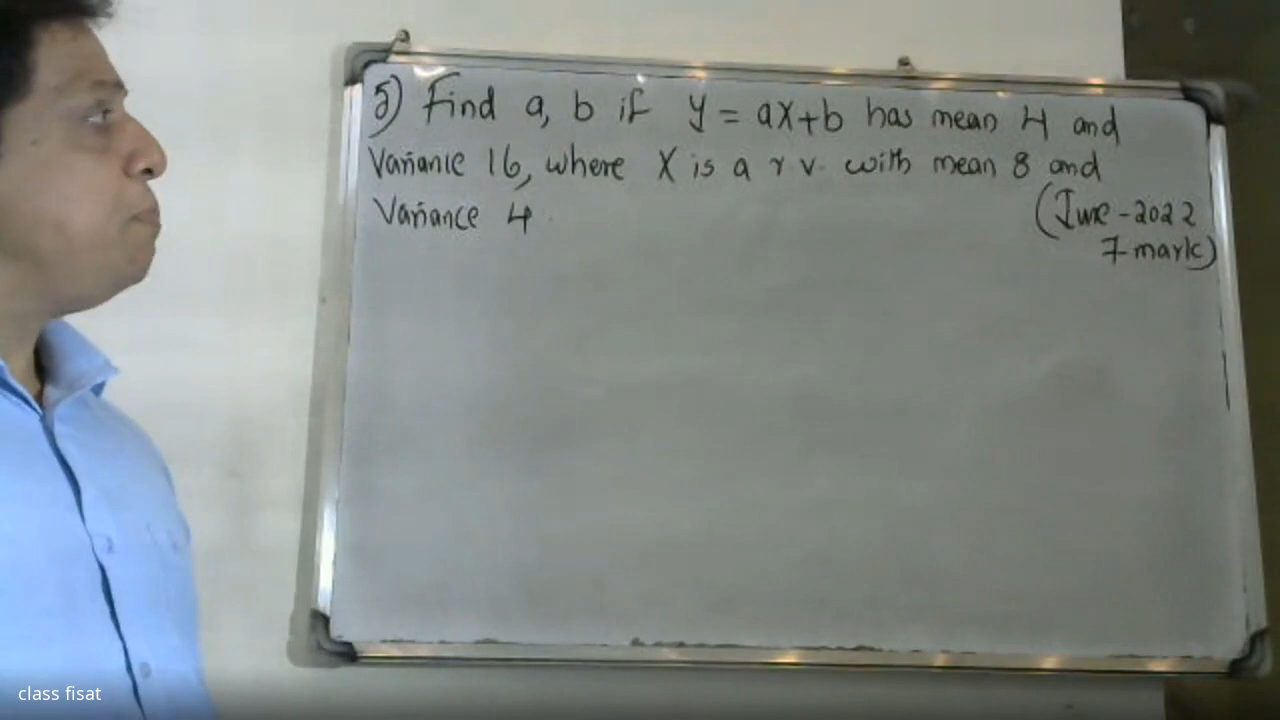 5) Find a, b if y = ax+b has mean 4 and
Variance 16, where X is a r v. with mean 8 and
Variance 4.
(June - 2022
7 mark)
class fisat